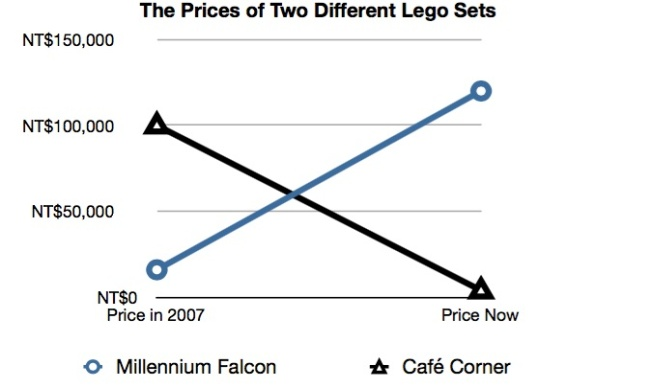 The Prices of Two Different Lego Sets
NT$150,000
NT$100,000
NT$50,000
NT$0
Price in 2007 Price Now
Millennium Falcon Café Corner